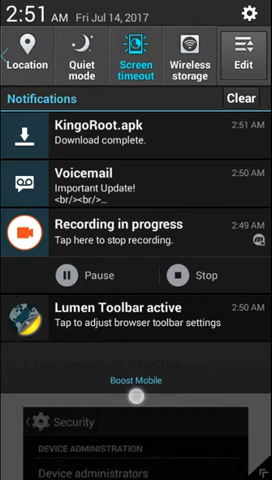 2:51 AM Fri Jul 14, 2017
Location
Quiet mode
Screen timeout
Wireless storage
Edit
Notifications
Clear
KingoRoot.apk 2:51 AM
Download complete.
Voicemail 2:50 AM
Important Update!
<br/><br/>...
Recording in progress 2:49 AM
Tap here to stop recording.
Pause
Stop
Lumen Toolbar active 2:50 AM
Tap to adjust browser toolbar settings
Boost Mobile
Security
DEVICE ADMINISTRATION
Device administrators